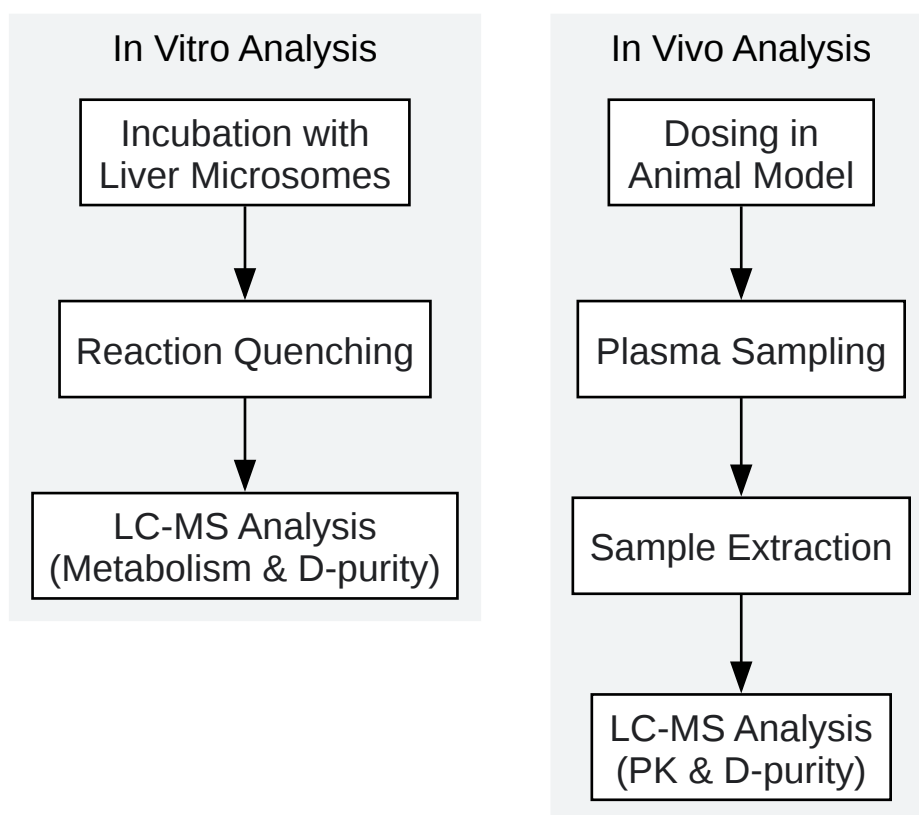 In Vitro Analysis
Incubation with
Liver Microsomes
Reaction Quenching
LC-MS Analysis
(Metabolism & D-purity)
In Vivo Analysis
Dosing in
Animal Model
Plasma Sampling
Sample Extraction
LC-MS Analysis
(PK & D-purity)